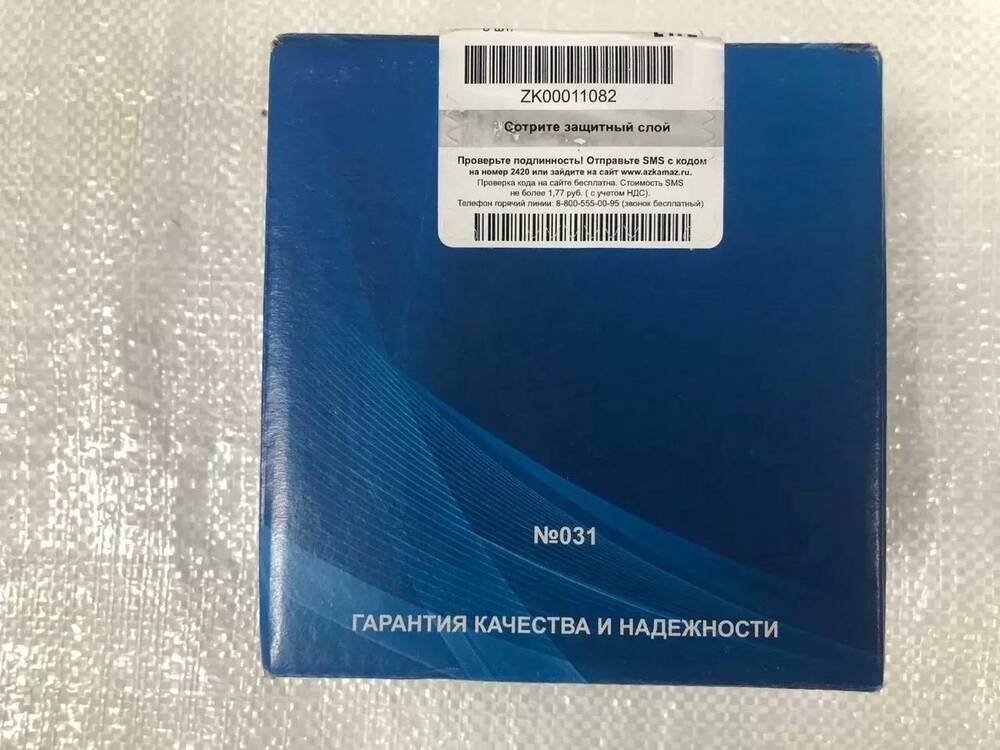 ZK00011082
Сотрите защитный слой
Проверьте подлинность! Отправьте SMS с кодом
на номер 2420 или зайдите на сайт www.azkamaz.ru.
Проверка кода на сайте бесплатна. Стоимость SMS
не более 1,77 руб. ( с учетом НДС).
Телефон горячий линии: 8-800-555-00-95 (звонок бесплатный)
№031
ГАРАНТИЯ КАЧЕСТВА И НАДЕЖНОСТИ